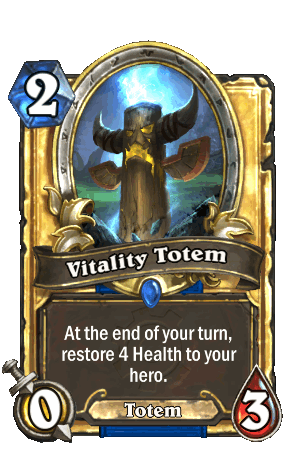 2
Vitality Totem
At the end of your turn,
restore 4 Health to your
hero.
0
Totem
3